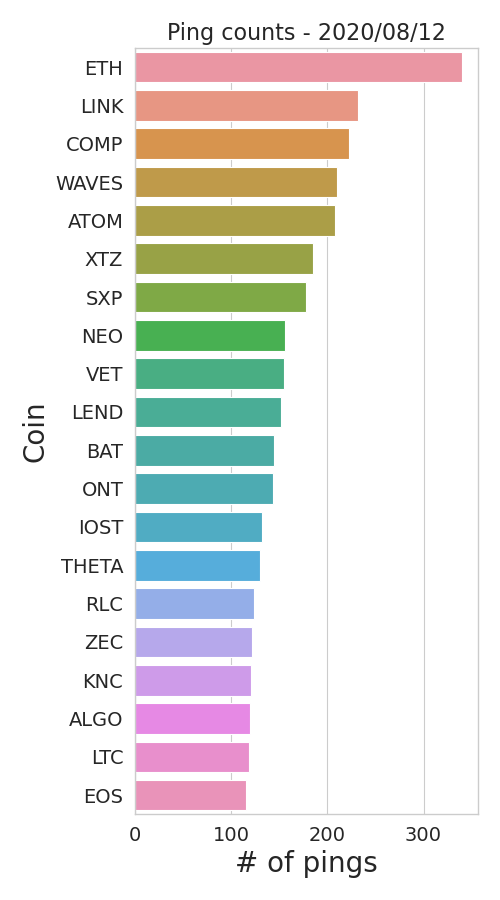 Ping counts - 2020/08/12
ETH
LINK
COMP
WAVES
ATOM
XTZ
SXP
NEO
VET
LEND
BAT
ONT
IOST
THETA
RLC
ZEC
KNC
ALGO
LTC
EOS
Coin
0 100 200 300
# of pings